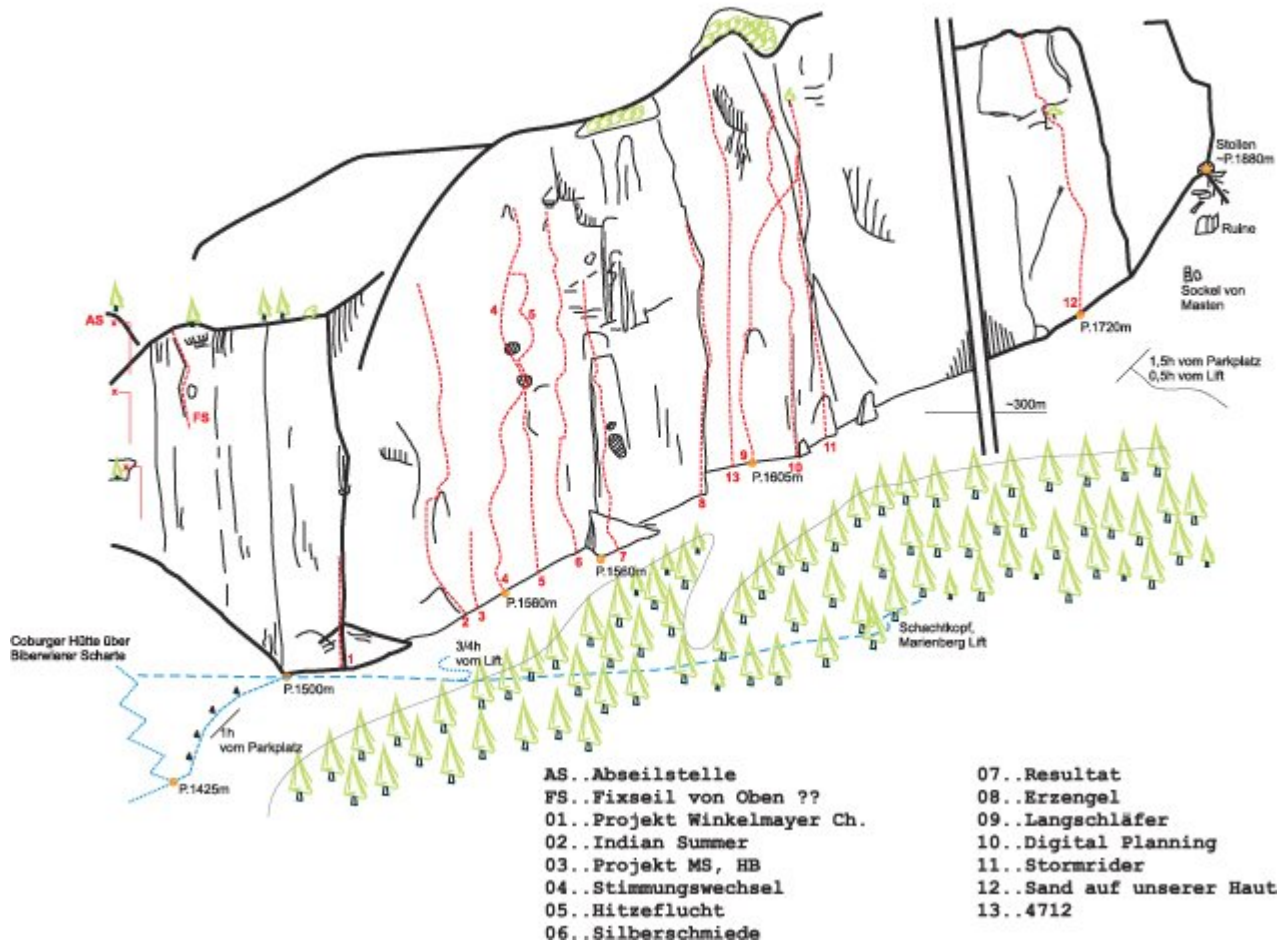 Stollen
~P.1880m
Ruine
Sockel von
Masten
AS
4
5
12
P.1720m
1,5h vom Parkplatz
0,5h vom Lift
x
FS
~300m
11
9
10
13
P.1605m
8
6
7
P.1560m
5
4
P.1560m
3
2
Coburger Hütte über
Biberwierer Scharte
3/4h
vom Lift
Schachtkopf,
Marienberg Lift
1
P.1500m
1h
vom Parkplatz
P.1425m
AS..Abseilstelle
FS..Fixseil von Oben ??
01..Projekt Winkelmayer Ch.
02..Indian Summer
03..Projekt MS, HB
04..Stimmungswechsel
05..Hitzeflucht
06..Silberschmiede
07..Resultat
08..Erzengel
09..Langschläfer
10..Digital Planning
11..Stormrider
12..Sand auf unserer Haut
13..4712